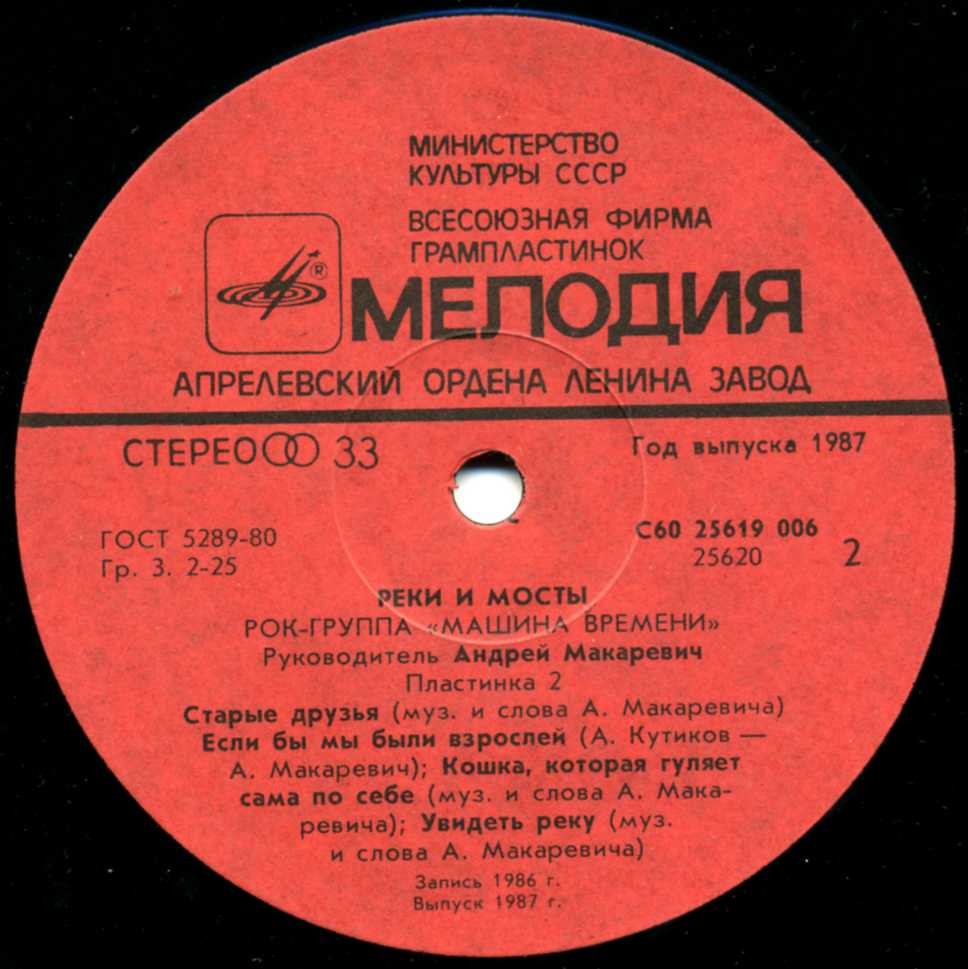 МИНИСТЕРСТВО
КУЛЬТУРЫ СССР
ВСЕСОЮЗНАЯ ФИРМА
ГРАМПЛАСТИНОК
®
МЕЛОДИЯ
АПРЕЛЕВСКИЙ ОРДЕНА ЛЕНИНА ЗАВОД
СТЕРЕО 33
Год выпуска 1987
ГОСТ 5289-80
Гр. 3. 2-25
С60 25619 006
25620
2
РЕКИ И МОСТЫ
РОК-ГРУППА «МАШИНА ВРЕМЕНИ»
Руководитель Андрей Макаревич
Пластинка 2
Старые друзья (муз. и слова А. Макаревича)
Если бы мы были взрослей (А. Кутиков —
А. Макаревич); Кошка, которая гуляет
сама по себе (муз. и слова А. Мака-
ревича); Увидеть реку (муз.
и слова А. Макаревича)
Запись 1986 г.
Выпуск 1987 г.